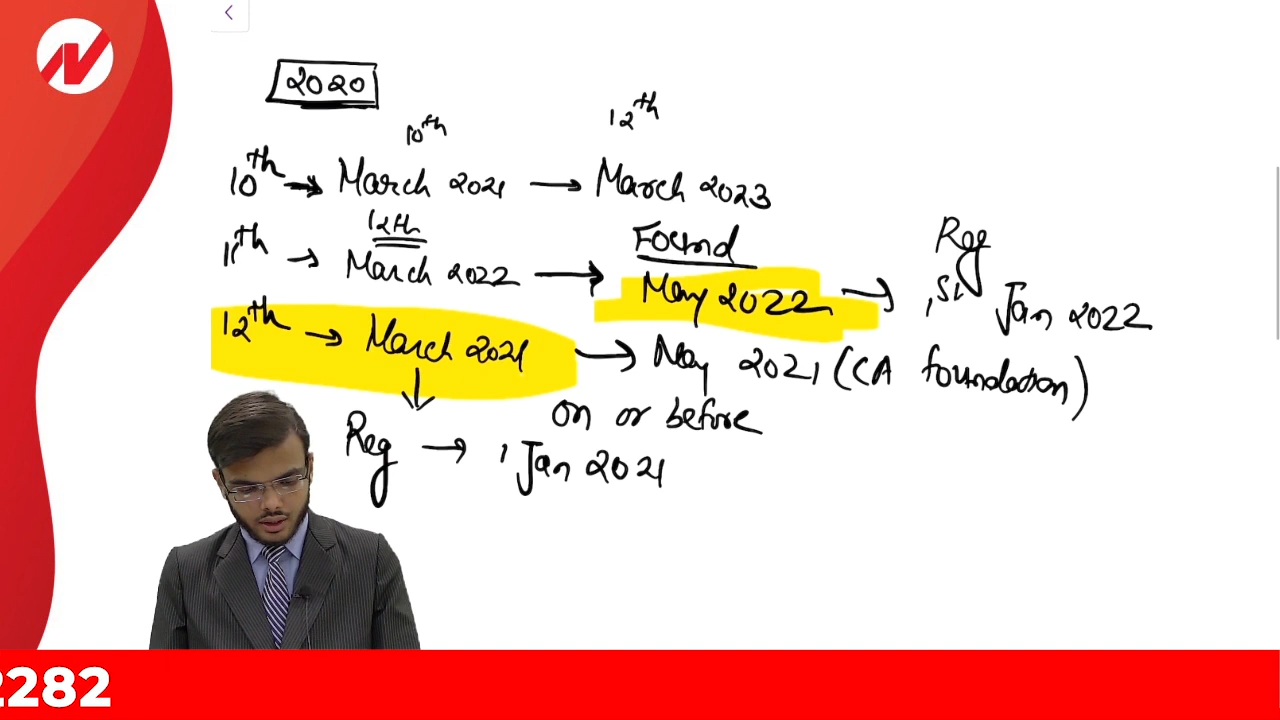 2020
10th 12th
10th → March 2021 → March 2023
12th
11th → March 2022 → May 2022 → 1st Jan 2022
Found Reg
12th → March 2021 → May 2021 (CA foundation)
on or before
Reg → 1 Jan 2021
2282